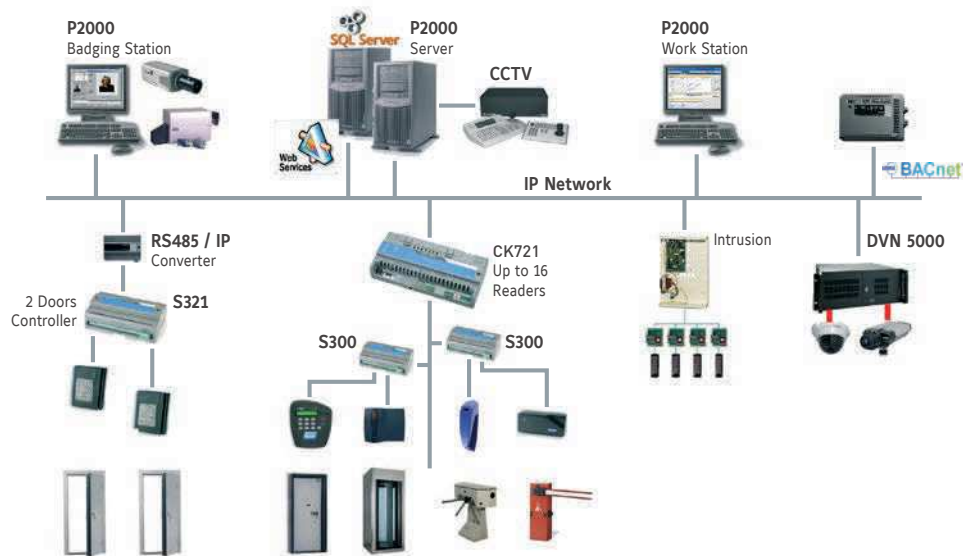 P2000
Badging Station
SQL Server
P2000
Server
CCTV
P2000
Work Station
Web
Services
BACnet
IP Network
RS485 / IP
Converter
CK721
Up to 16
Readers
Intrusion
DVN 5000
2 Doors
Controller
S321
S300
S300